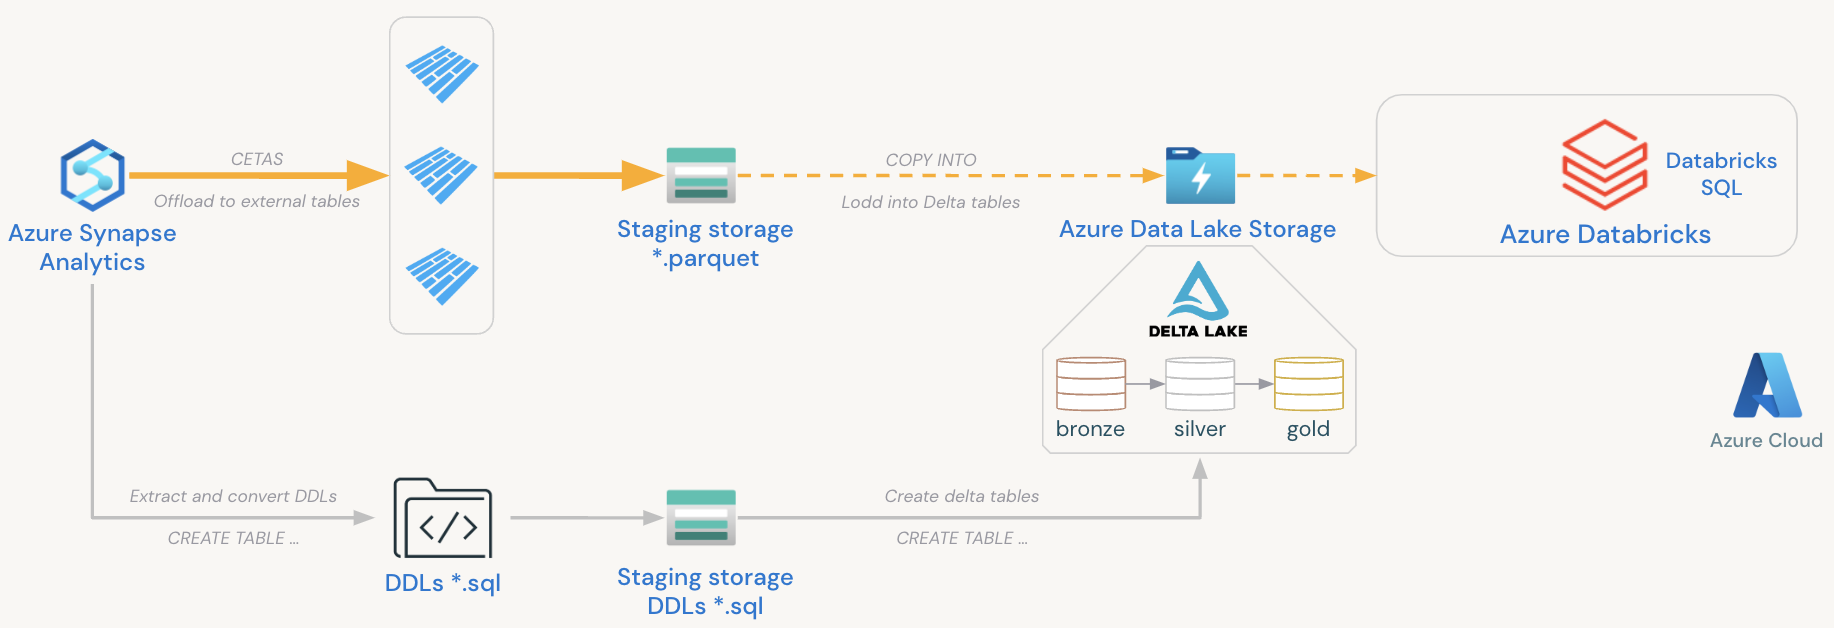 CETAS
Offload to external tables
Azure Synapse
Analytics
Staging storage
*.parquet
COPY INTO
Lodd into Delta tables
Azure Data Lake Storage
Databricks
SQL
Azure Databricks
DELTA LAKE
bronze
silver
gold
Azure Cloud
Extract and convert DDLs
CREATE TABLE ...
</>
DDLs *.sql
Staging storage
DDLs *.sql
Create delta tables
CREATE TABLE ...